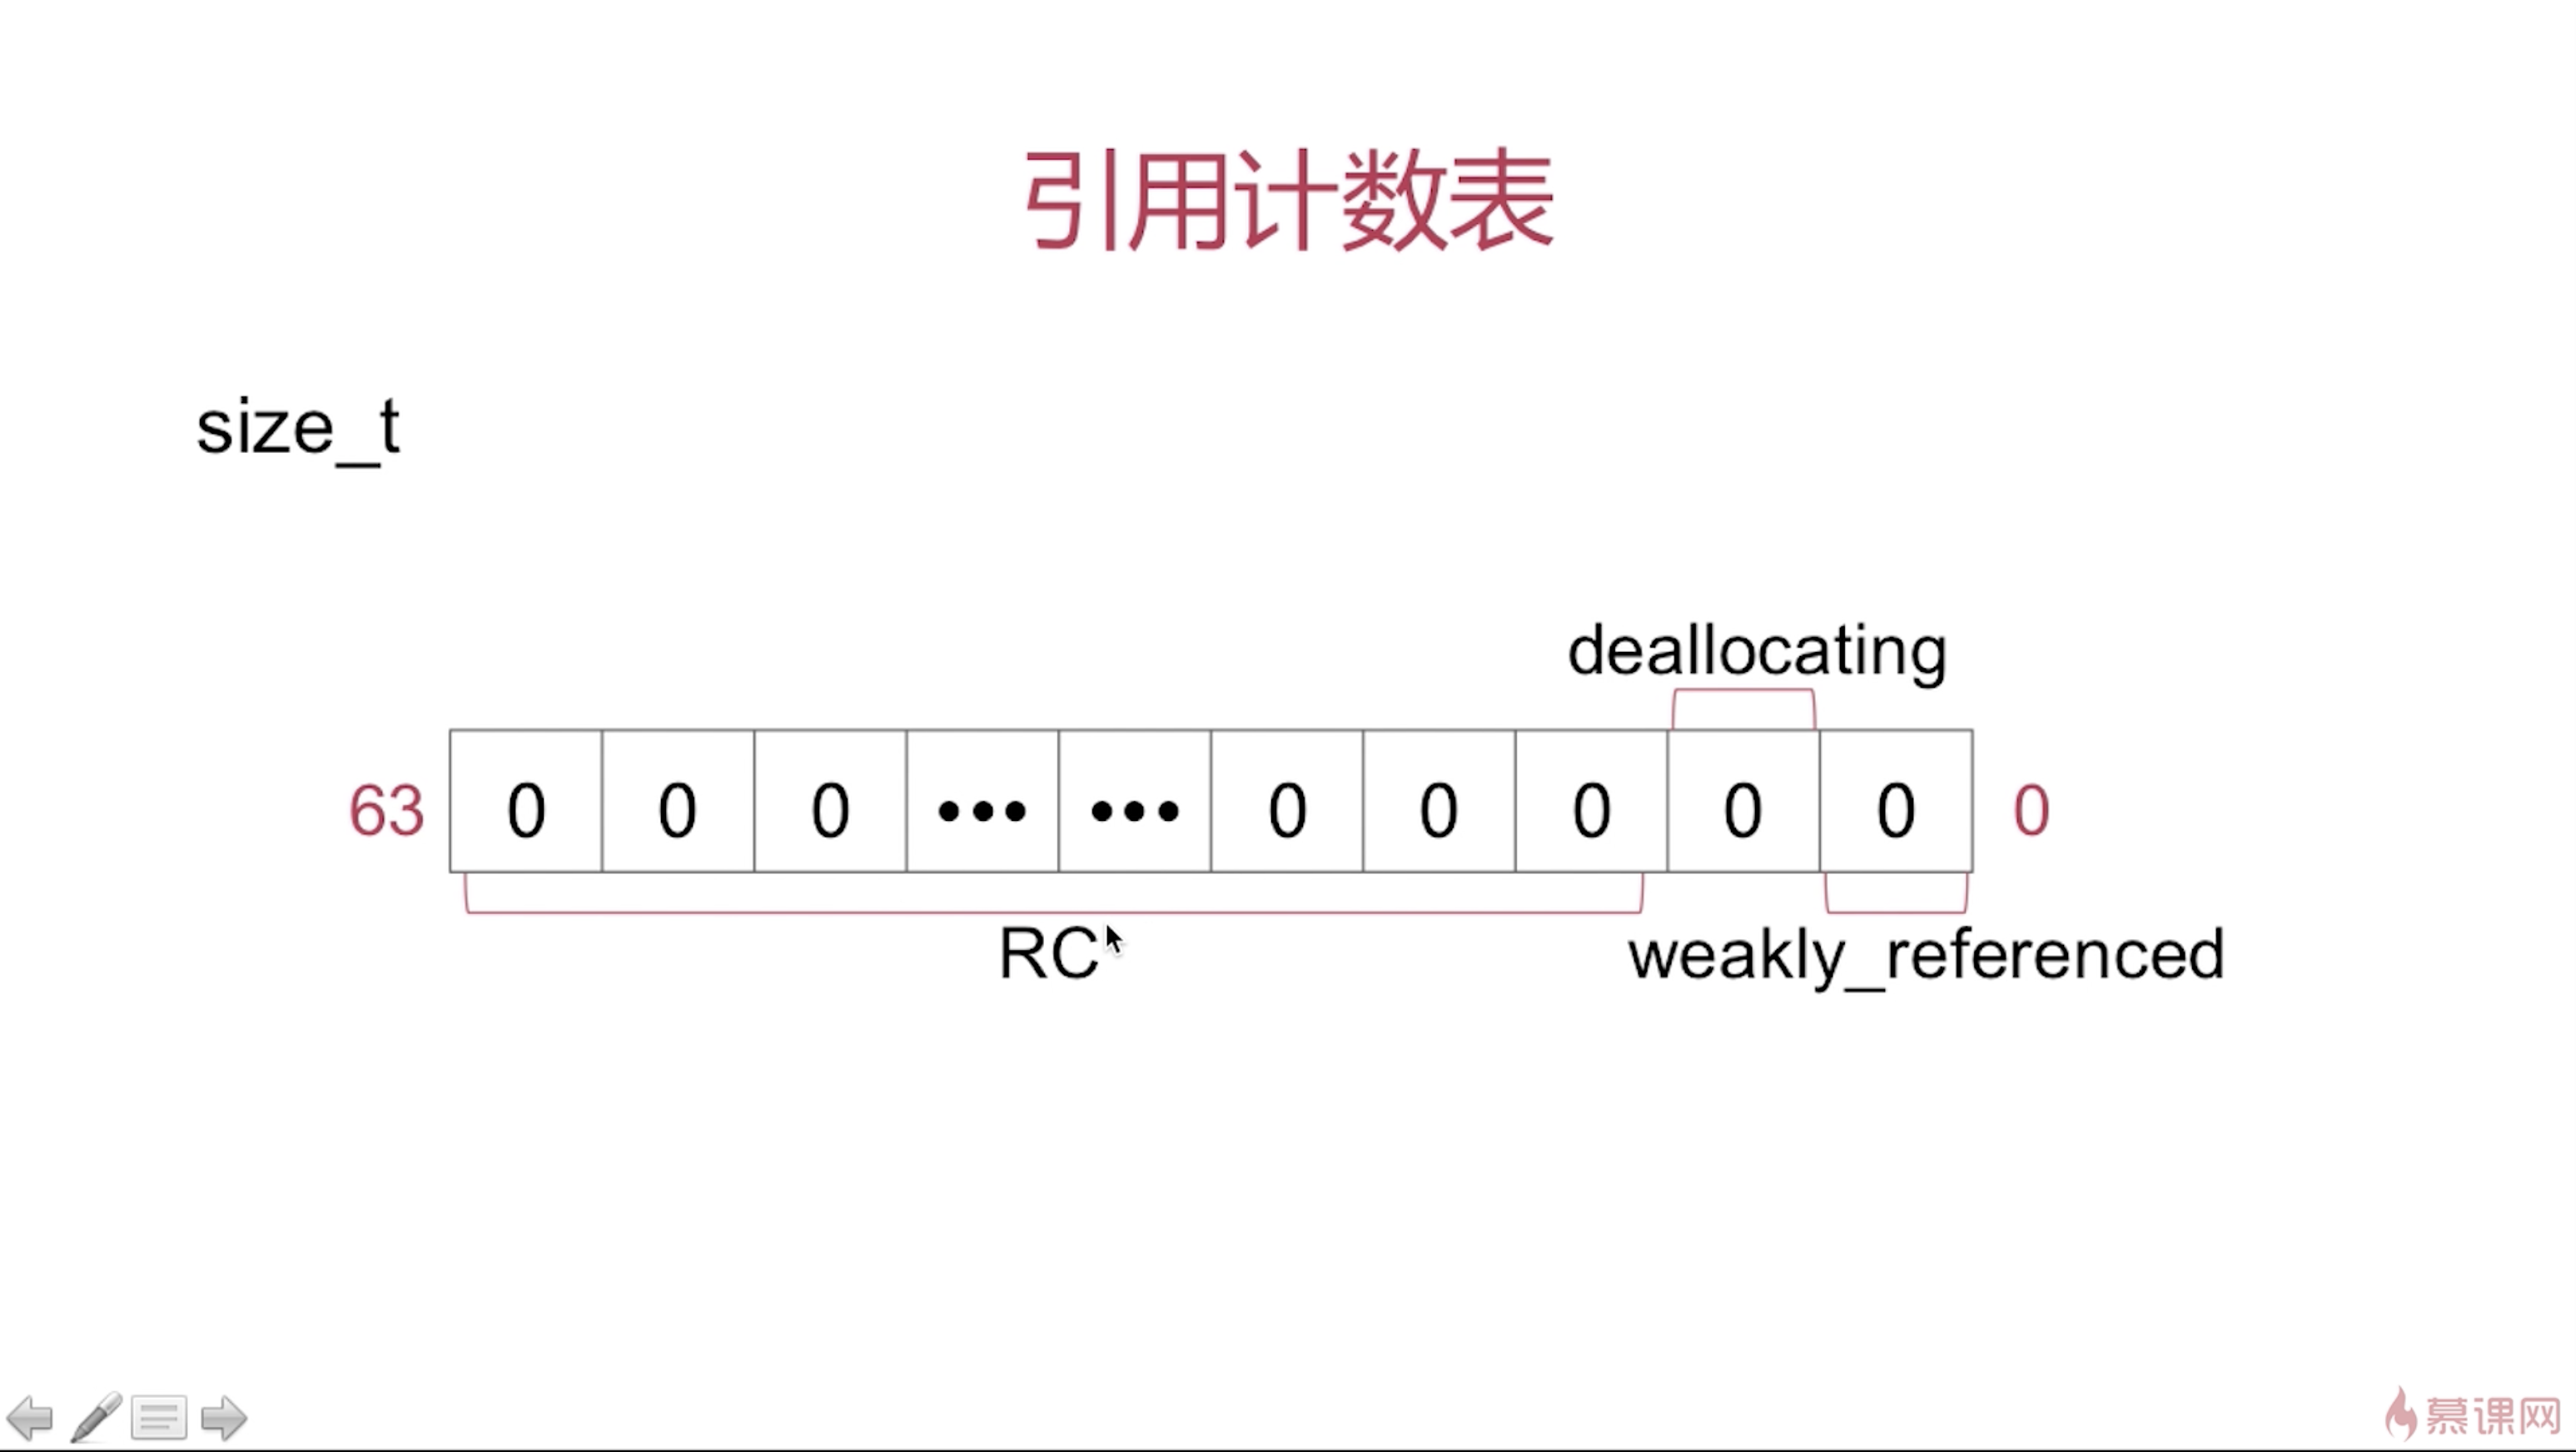 引用计数表
size_t
deallocating
63 0 0 0 ••• ••• 0 0 0 0 0 0
RC
weakly_referenced
慕课网